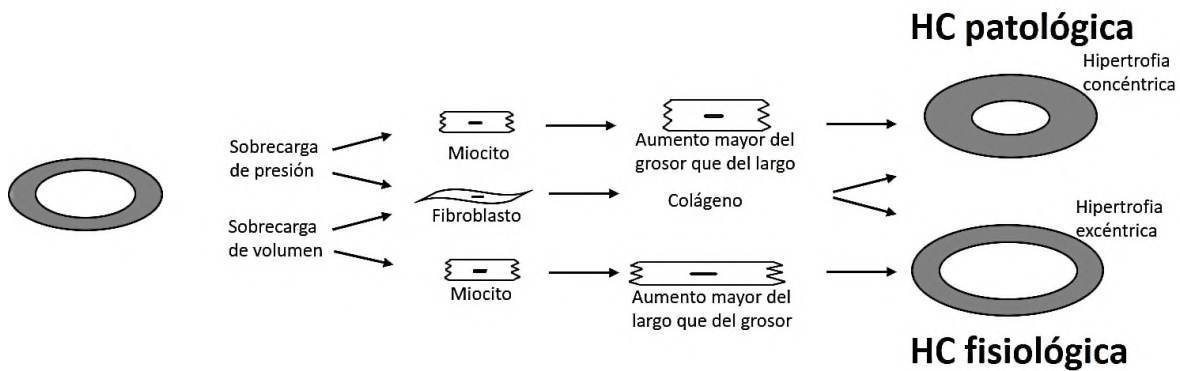 HC patológica
Hipertrofia
concéntrica
Sobrecarga
de presión
Miocito
Aumento mayor del
grosor que del largo
Fibroblasto
Colágeno
Sobrecarga
de volumen
Hipertrofia
excéntrica
Miocito
Aumento mayor del
largo que del grosor
HC fisiológica